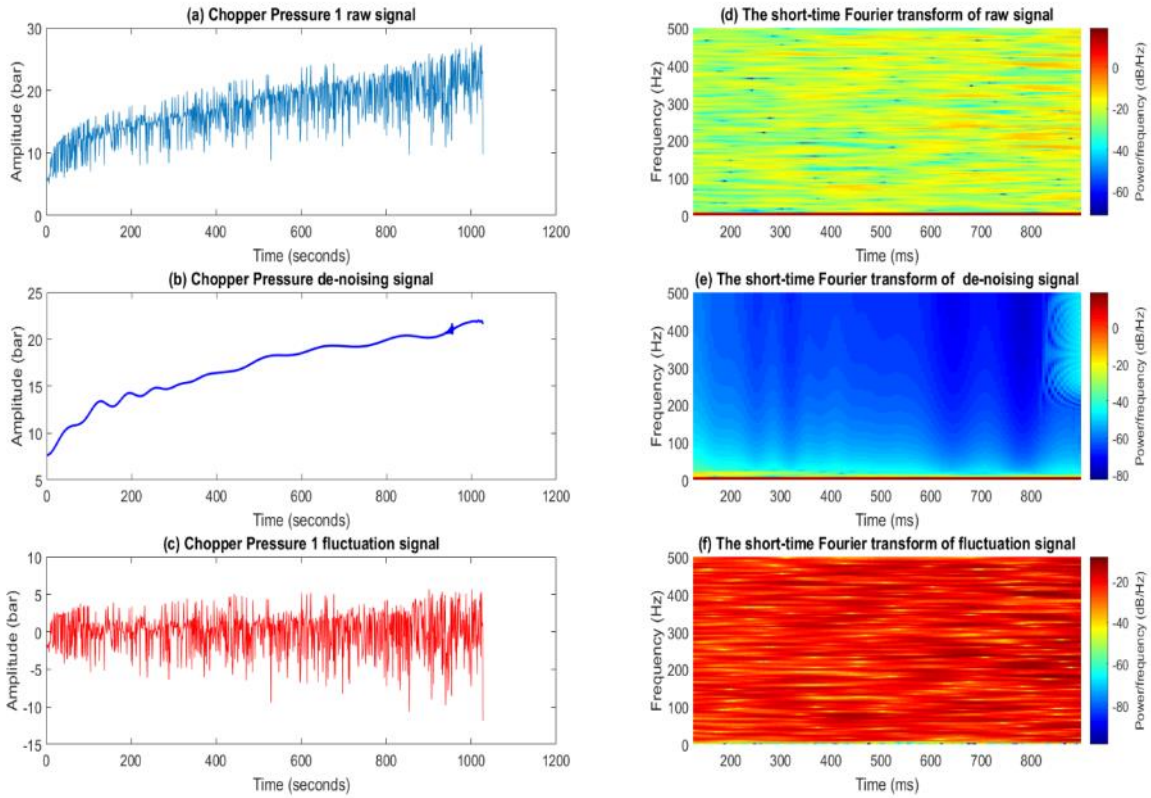 (a) Chopper Pressure 1 raw signal
30
20
10
0
Amplitude (bar)
0 200 400 600 800 1000 1200
Time (seconds)
(b) Chopper Pressure de-noising signal
25
20
15
10
5
Amplitude (bar)
0 200 400 600 800 1000 1200
Time (seconds)
(c) Chopper Pressure 1 fluctuation signal
10
5
0
-5
-10
-15
Amplitude (bar)
0 200 400 600 800 1000 1200
Time (seconds)
(d) The short-time Fourier transform of raw signal
500
400
300
200
100
0
Frequency (Hz)
200 300 400 500 600 700 800
Time (ms)
0
-20
-40
-60
Power/frequency (dB/Hz)
(e) The short-time Fourier transform of  de-noising signal
500
400
300
200
100
0
Frequency (Hz)
200 300 400 500 600 700 800
Time (ms)
0
-20
-40
-60
-80
Power/frequency (dB/Hz)
(f) The short-time Fourier transform of fluctuation signal
500
400
300
200
100
0
Frequency (Hz)
200 300 400 500 600 700 800
Time (ms)
-20
-40
-60
-80
Power/frequency (dB/Hz)